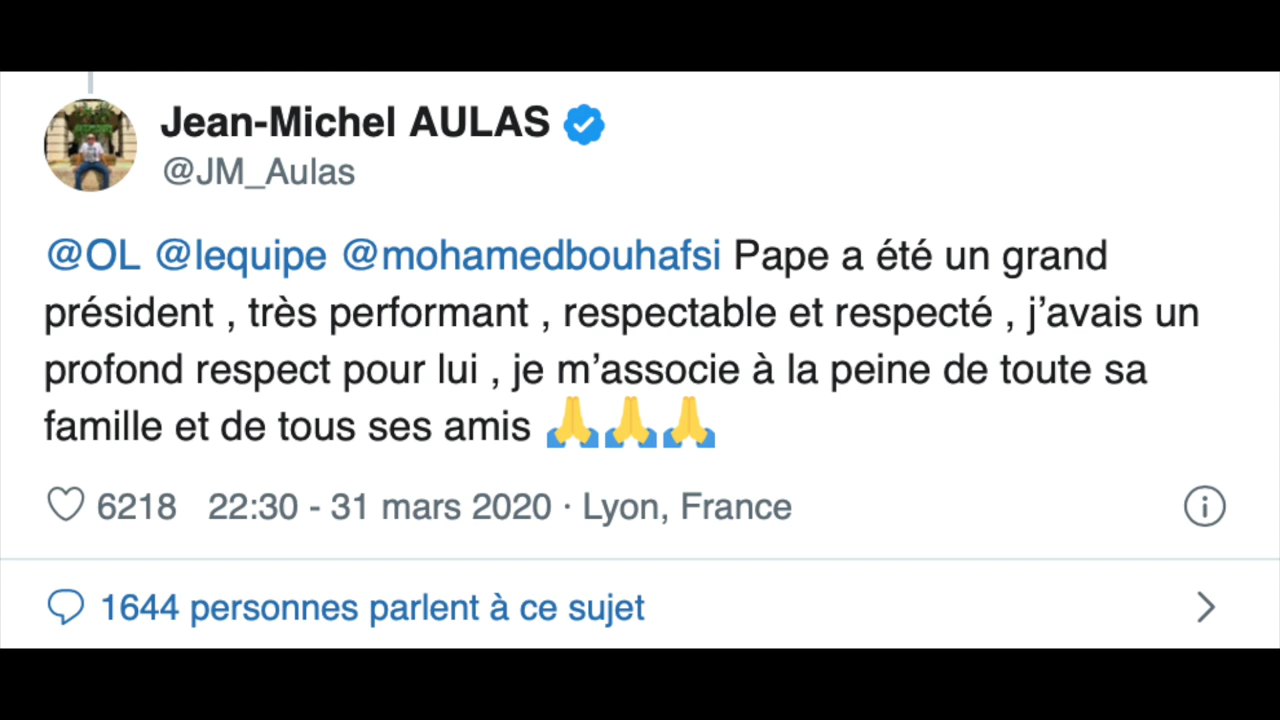 Jean-Michel AULAS
@JM_Aulas
@OL @lequipe @mohamedbouhafsi Pape a été un grand
président , très performant , respectable et respecté , j’avais un
profond respect pour lui , je m’associe à la peine de toute sa
famille et de tous ses amis 🙏🙏🙏
6218 22:30 - 31 mars 2020 · Lyon, France
1644 personnes parlent à ce sujet